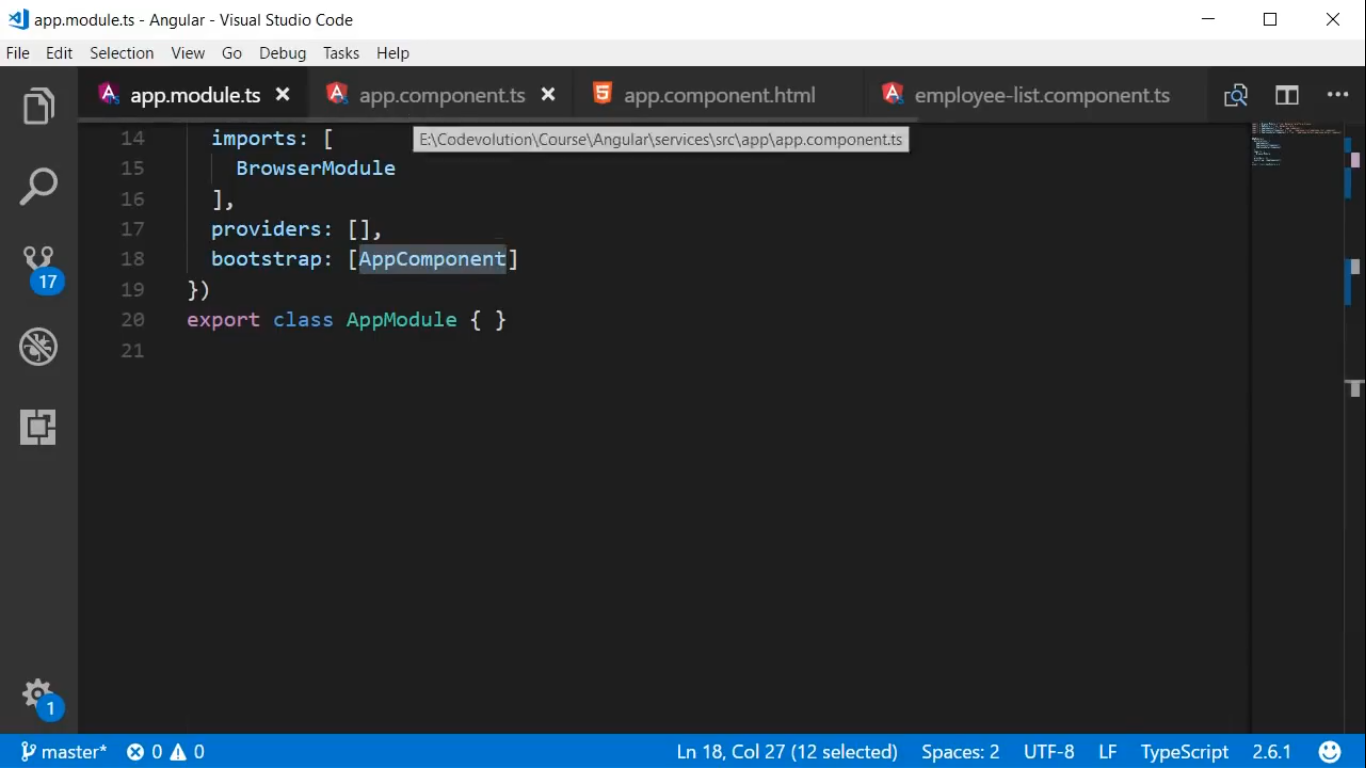 app.module.ts - Angular - Visual Studio Code
File Edit Selection View Go Debug Tasks Help
app.module.ts app.component.ts app.component.html employee-list.component.ts
E:\Codevolution\Course\Angular\services\src\app\app.component.ts
14 imports: [
15 BrowserModule
16 ],
17 providers: [],
18 bootstrap: [AppComponent]
19 })
20 export class AppModule { }
21
17
1
master* 0 0 Ln 18, Col 27 (12 selected) Spaces: 2 UTF-8 LF TypeScript 2.6.1